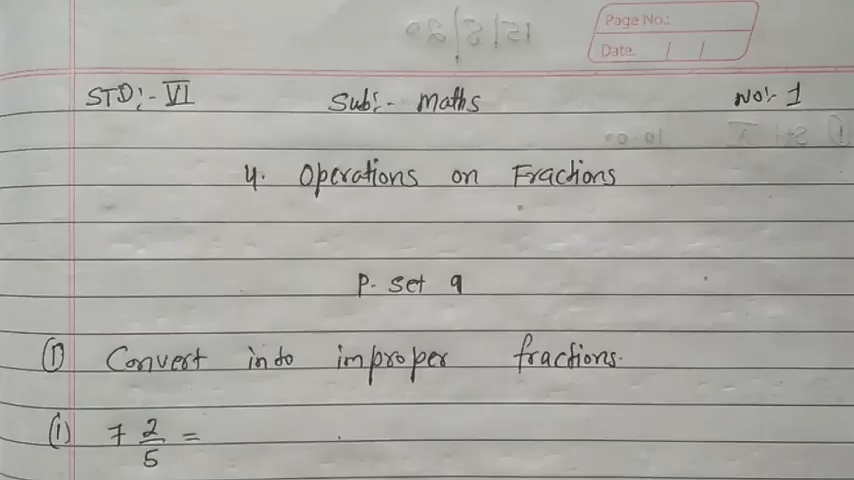 Page No.:
Date. / /
STD:- VI Sub:- maths No:- 1
4. Operations on Fractions
P. Set 9
(1) Convert into improper fractions.
(i) 7 2/5 =